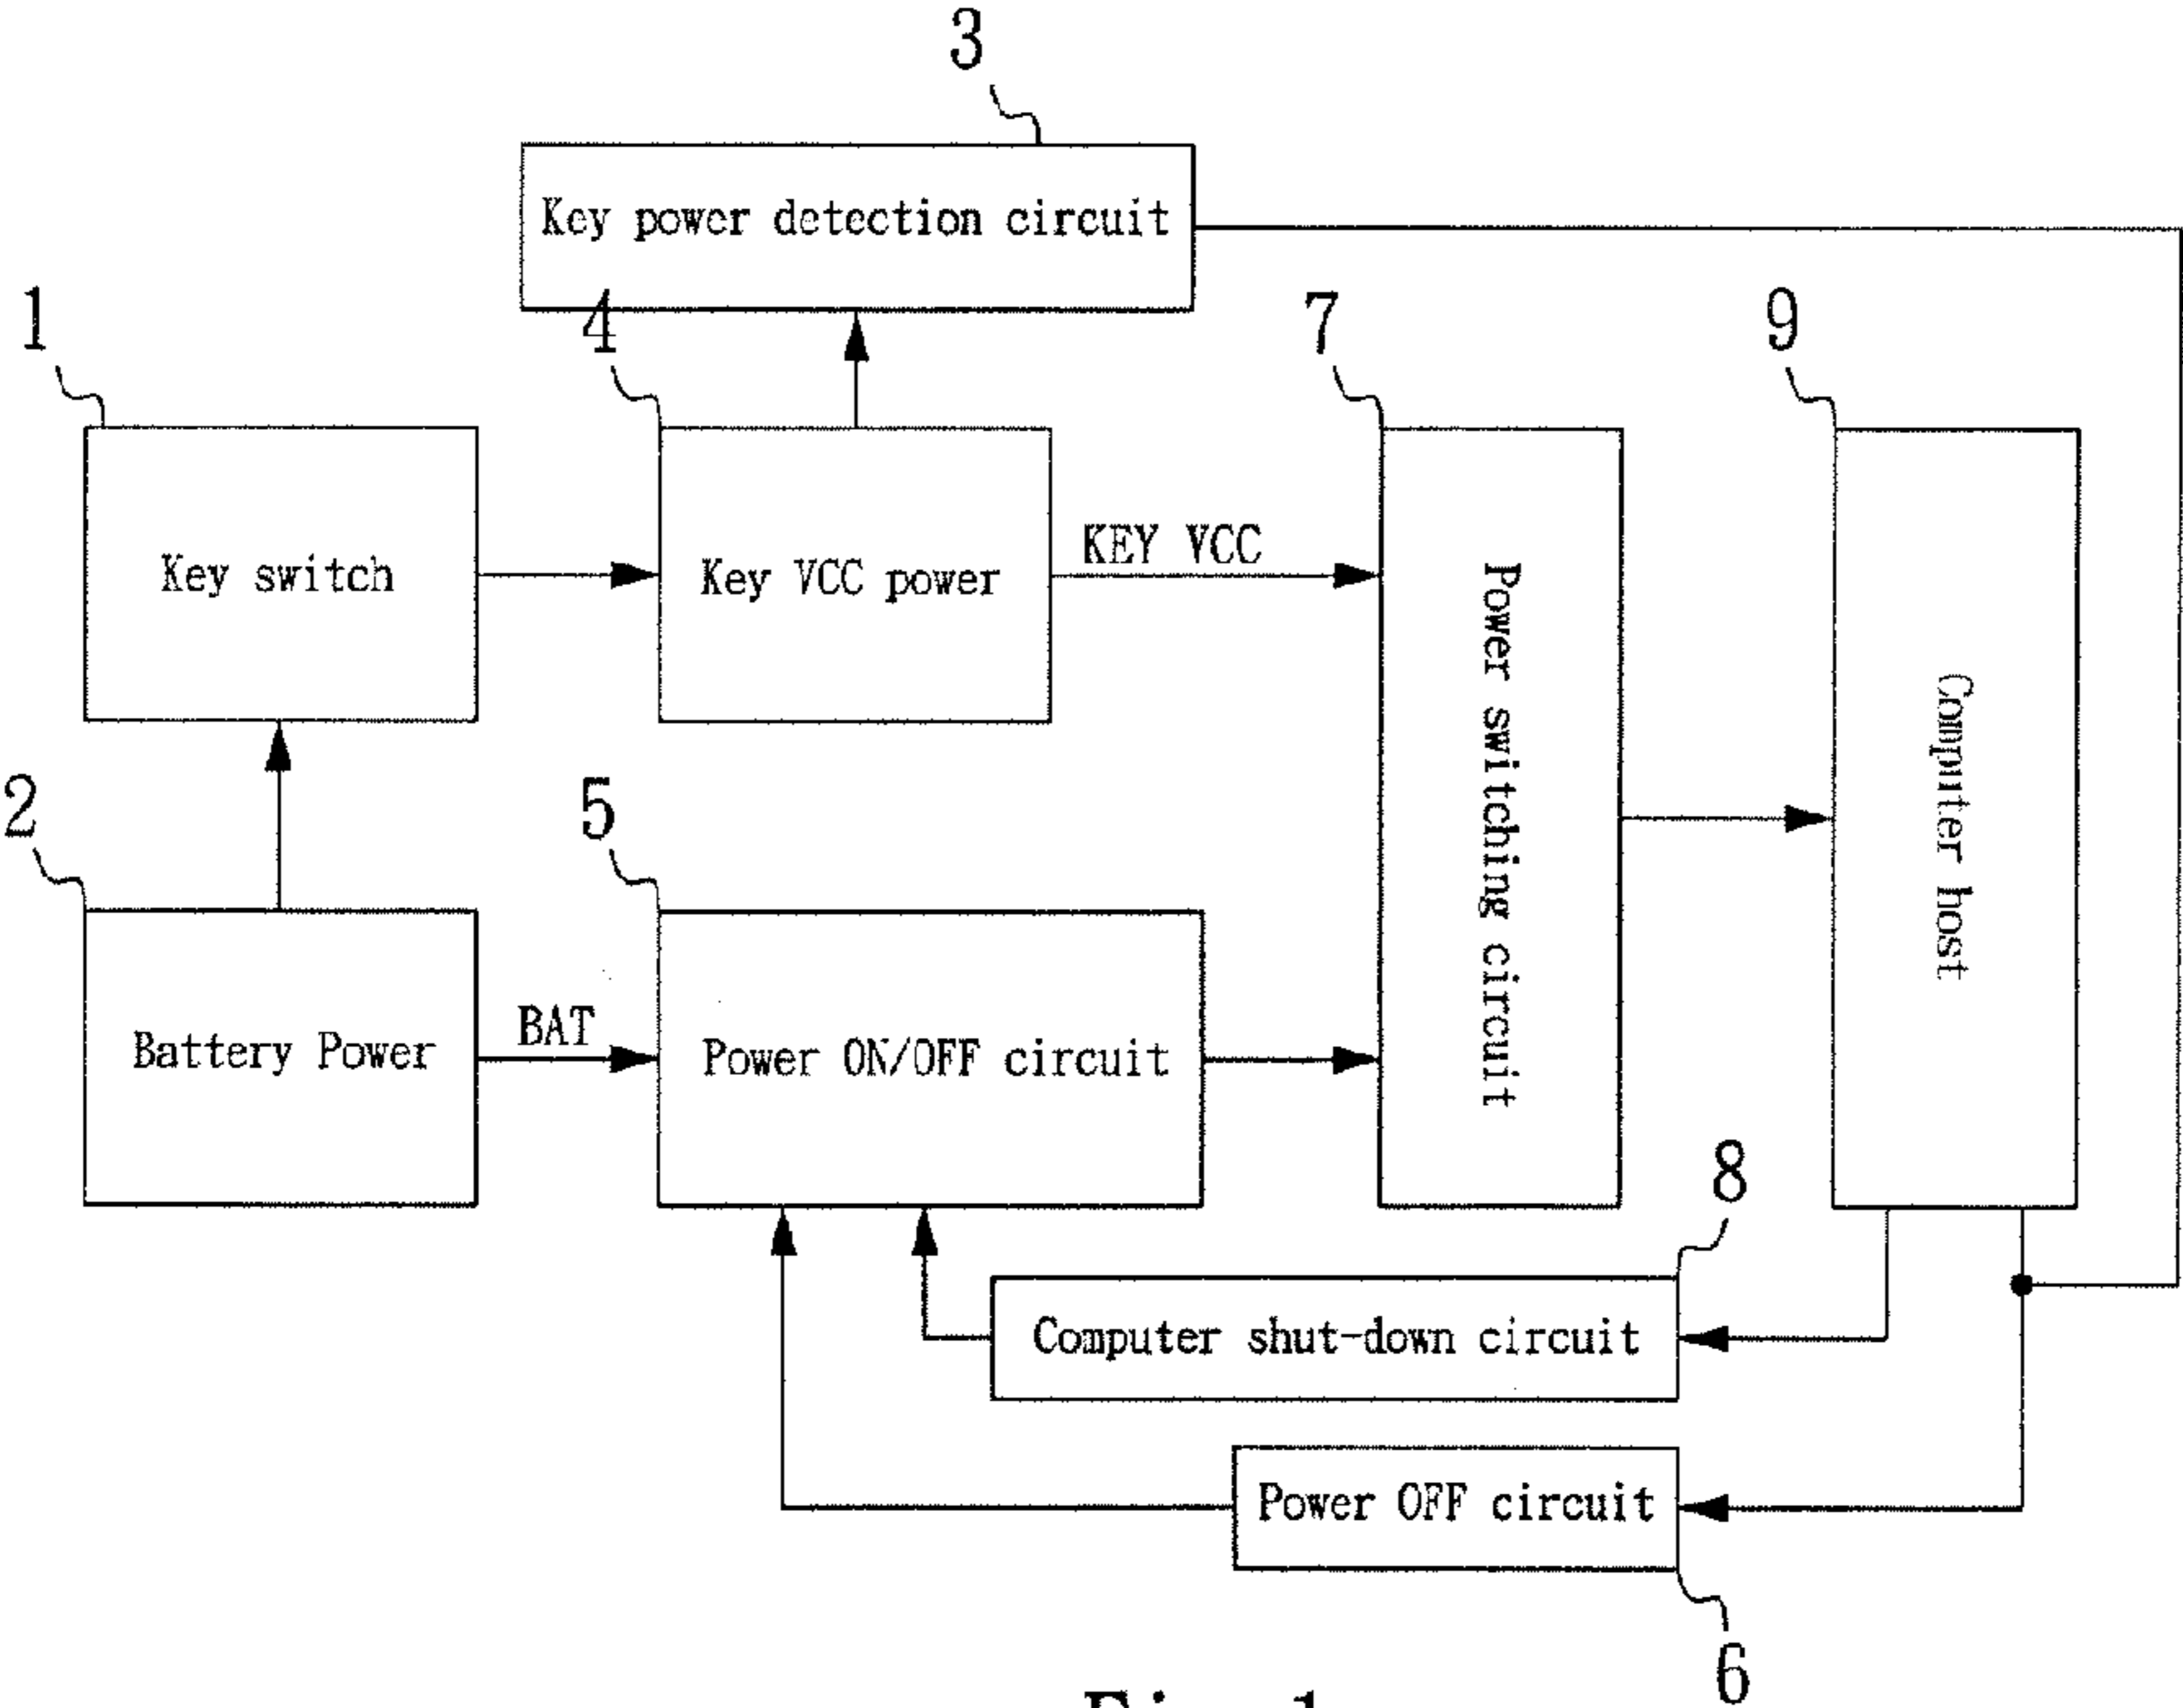 3
Key power detection circuit
1
4
7
9
Key switch
Key VCC power
KEY VCC
Power switching circuit
Computer host
2
5
Battery Power
BAT
Power ON/OFF circuit
8
Computer shut-down circuit
Power OFF circuit
6